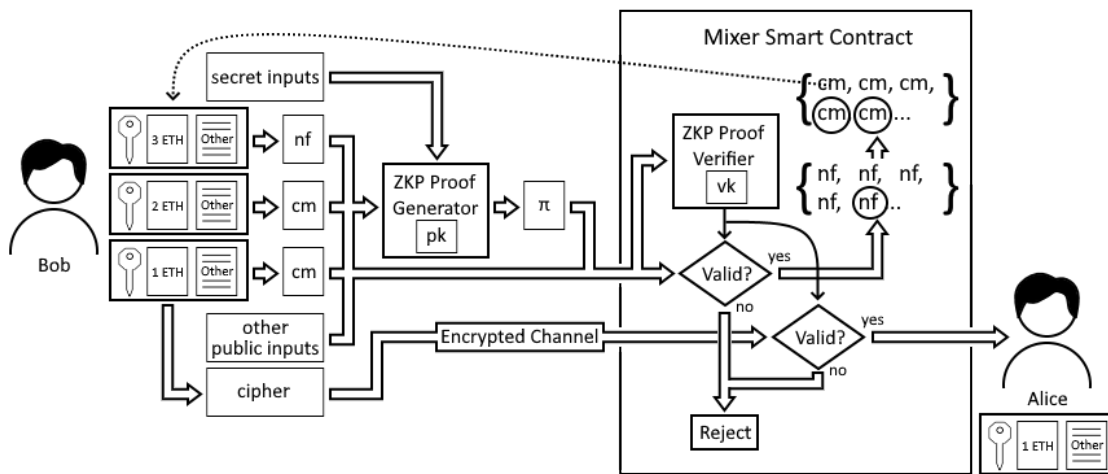 Mixer Smart Contract
secret inputs
{ cm, cm, cm,
cm cm ... }
3 ETH
Other
nf
ZKP Proof
Verifier
vk
{ nf, nf, nf,
nf, nf .. }
2 ETH
Other
cm
ZKP Proof
Generator
pk
π
Bob
1 ETH
Other
cm
Valid?
yes
no
other
public inputs
Encrypted Channel
Valid?
yes
no
cipher
Reject
Alice
1 ETH
Other